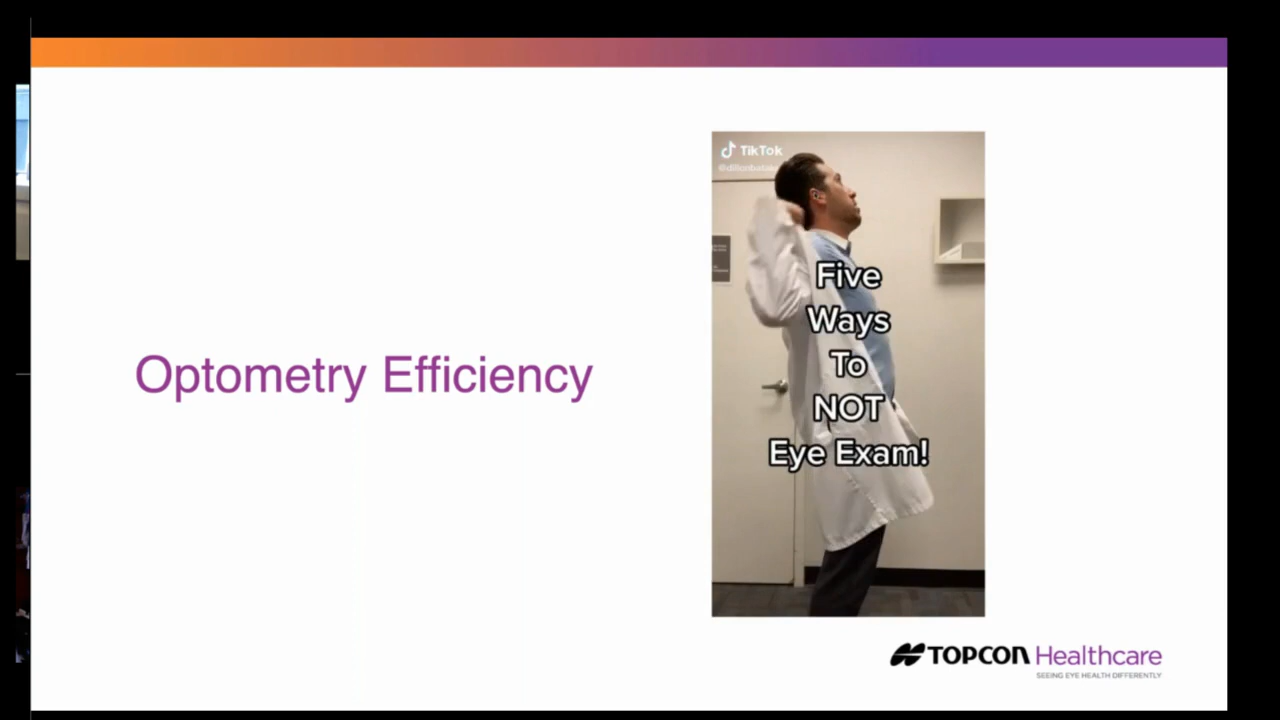 Optometry Efficiency
TikTok
Five
Ways
To
NOT
Eye Exam!
TOPCON Healthcare
SEEING EYE HEALTH DIFFERENTLY